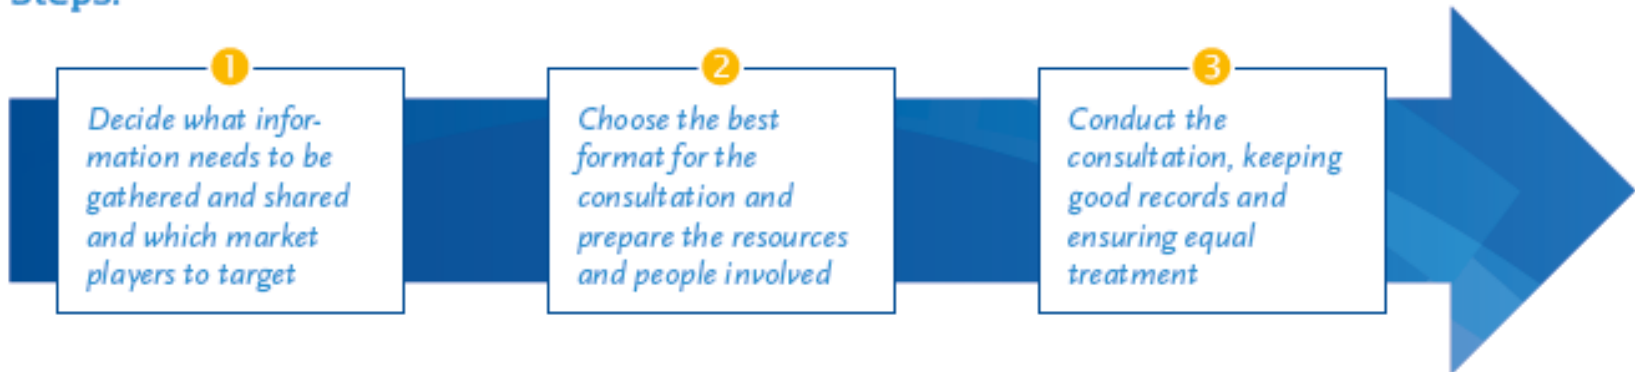 Steps:
1
Decide what infor-
mation needs to be
gathered and shared
and which market
players to target
2
Choose the best
format for the
consultation and
prepare the resources
and people involved
3
Conduct the
consultation, keeping
good records and
ensuring equal
treatment